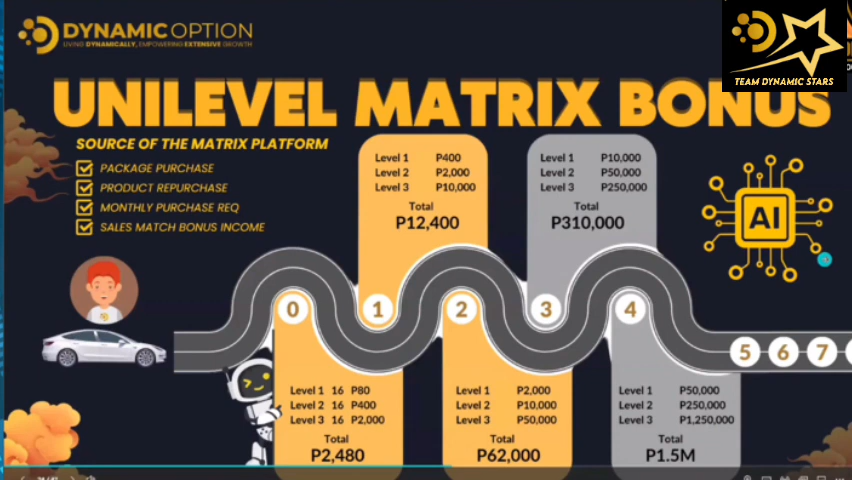 DYNAMIC OPTION
LIVING DYNAMICALLY, EMPOWERING EXTENSIVE GROWTH
TEAM DYNAMIC STARS
UNILEVEL MATRIX BONUS
SOURCE OF THE MATRIX PLATFORM
PACKAGE PURCHASE
PRODUCT REPURCHASE
MONTHLY PURCHASE REQ
SALES MATCH BONUS INCOME
Level 1 P400
Level 2 P2,000
Level 3 P10,000
Total
P12,400
Level 1 P10,000
Level 2 P50,000
Level 3 P250,000
Total
P310,000
AI
0
1
2
3
4
5 6 7
Level 1 16 P80
Level 2 16 P400
Level 3 16 P2,000
Total
P2,480
Level 1 P2,000
Level 2 P10,000
Level 3 P50,000
Total
P62,000
Level 1 P50,000
Level 2 P250,000
Level 3 P1,250,000
Total
P1.5M